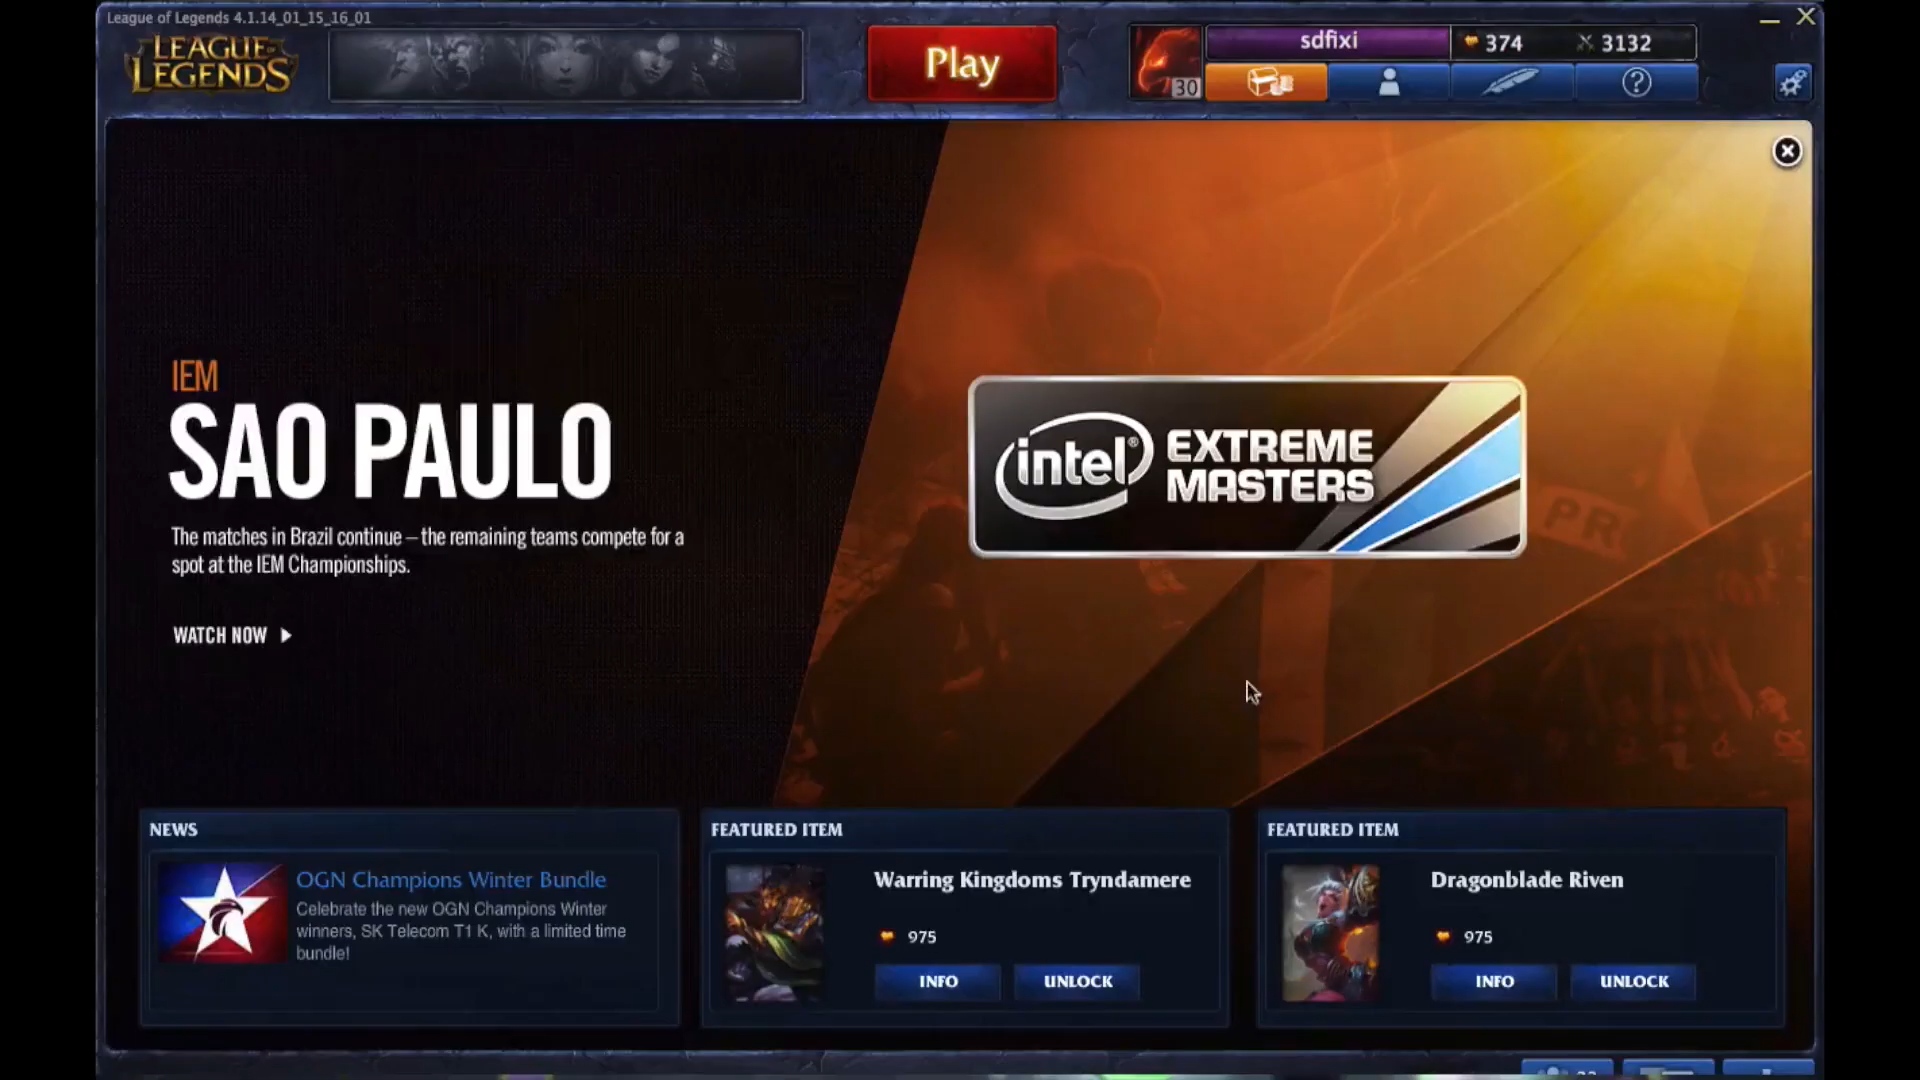 League of Legends 4.1.14_01_15_16_01
LEAGUE OF LEGENDS
Play
30
sdfixi
374
3132
?
IEM
SAO PAULO
The matches in Brazil continue – the remaining teams compete for a
spot at the IEM Championships.
WATCH NOW
intel® EXTREME
MASTERS
PR
NEWS
OGN Champions Winter Bundle
Celebrate the new OGN Champions Winter
winners, SK Telecom T1 K, with a limited time
bundle!
FEATURED ITEM
Warring Kingdoms Tryndamere
975
INFO
UNLOCK
FEATURED ITEM
Dragonblade Riven
975
INFO
UNLOCK